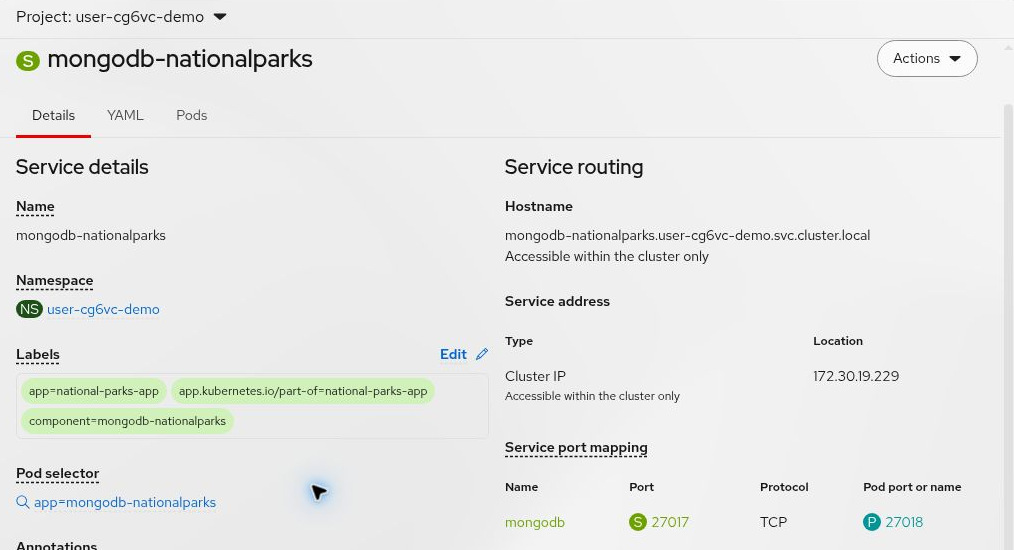 Project: user-cg6vc-demo
S mongodb-nationalparks
Actions
Details YAML Pods
Service details
Name
mongodb-nationalparks
Namespace
NS user-cg6vc-demo
Labels Edit
app=national-parks-app app.kubernetes.io/part-of=national-parks-app
component=mongodb-nationalparks
Pod selector
app=mongodb-nationalparks
Annotations
Service routing
Hostname
mongodb-nationalparks.user-cg6vc-demo.svc.cluster.local
Accessible within the cluster only
Service address
Type Location
Cluster IP 172.30.19.229
Accessible within the cluster only
Service port mapping
Name Port Protocol Pod port or name
mongodb S 27017 TCP P 27018